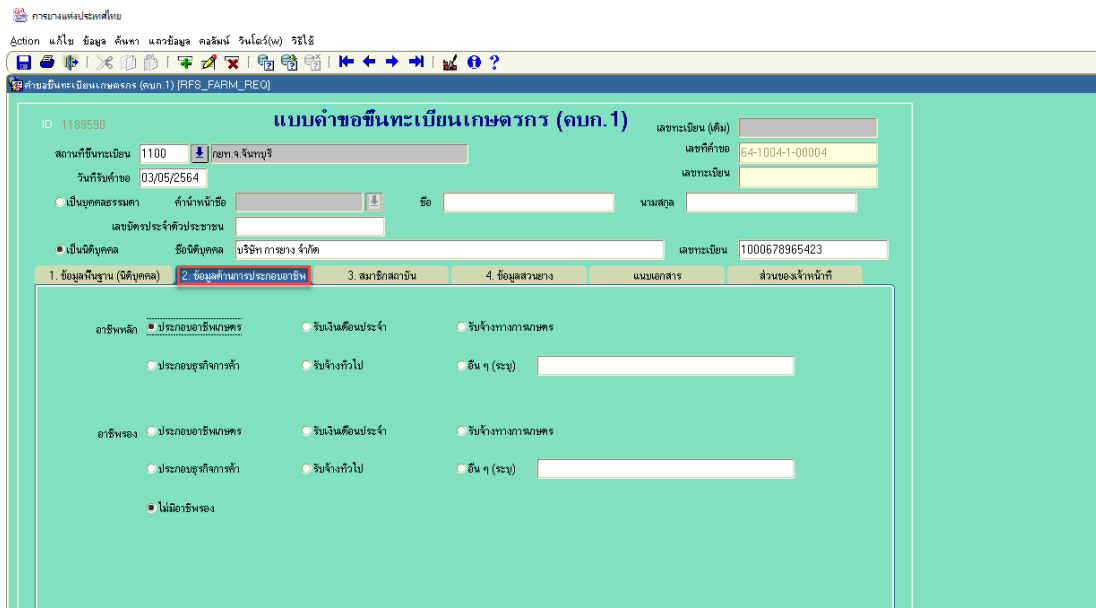 การยางแห่งประเทศไทย
Action แก้ไข ข้อมูล ค้นหา แถวข้อมูล คอลัมน์ วินโดว์(w) วิธีใช้
คำขอขึ้นทะเบียนเกษตรกร (คบก.1) [RFS_FARM_REQ]
ID 1189590 แบบคำขอขึ้นทะเบียนเกษตรกร (คบก.1) เลขทะเบียน (เดิม)
สถานที่ขึ้นทะเบียน 1100 กยท.จ.จันทบุรี เลขที่คำขอ 64-1004-1-00004
วันที่รับคำขอ 03/05/2564 เลขทะเบียน
เป็นบุคคลธรรมดา คำนำหน้าชื่อ ชื่อ นามสกุล
เลขบัตรประจำตัวประชาชน
เป็นนิติบุคคล ชื่อนิติบุคคล บริษัท การยาง จำกัด เลขทะเบียน 1000678965423
1. ข้อมูลพื้นฐาน (นิติบุคคล) 2. ข้อมูลด้านการประกอบอาชีพ 3. สมาชิกสถาบัน 4. ข้อมูลสวนยาง แนบเอกสาร ส่วนของเจ้าหน้าที่
อาชีพหลัก ประกอบอาชีพเกษตร รับเงินเดือนประจำ รับจ้างทางการเกษตร
ประกอบธุรกิจการค้า รับจ้างทั่วไป อื่น ๆ (ระบุ)
อาชีพรอง ประกอบอาชีพเกษตร รับเงินเดือนประจำ รับจ้างทางการเกษตร
ประกอบธุรกิจการค้า รับจ้างทั่วไป อื่น ๆ (ระบุ)
ไม่มีอาชีพรอง